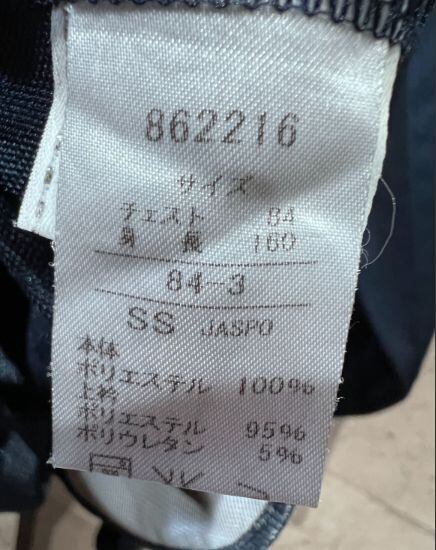 862216
サイズ
チェスト 84
身長 160
84-3
SS JASPO
本体
ポリエステル 100%
上衿
ポリエステル 95%
ポリウレタン 5%